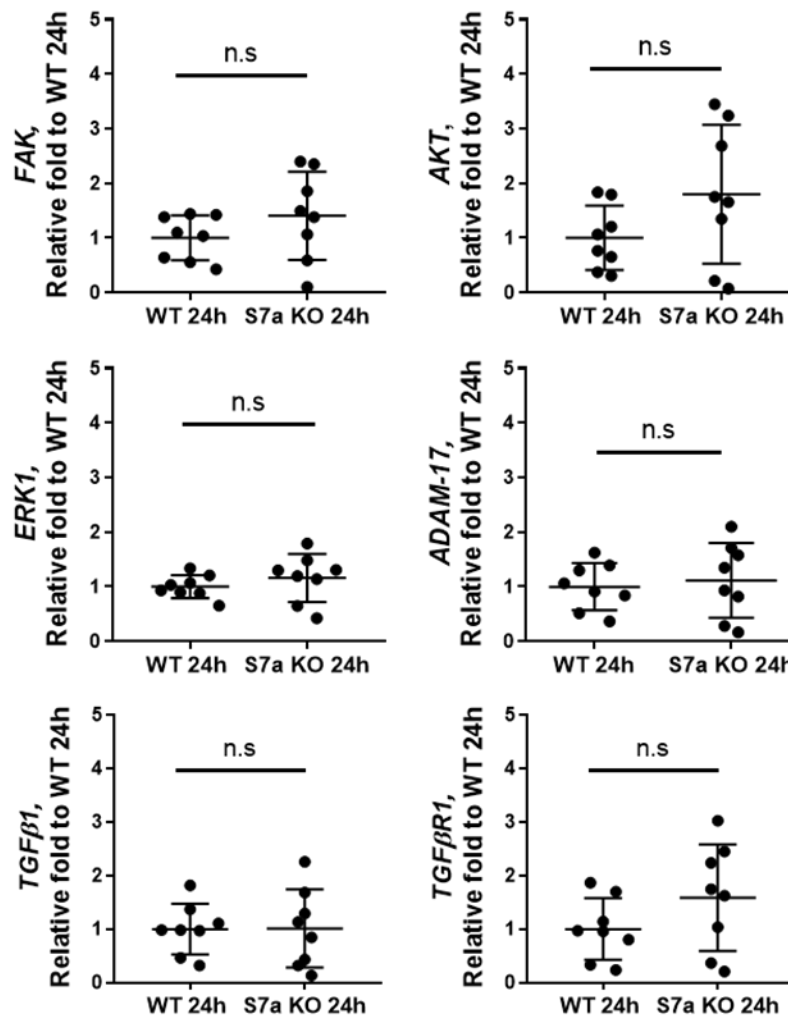 FAK,
Relative fold to WT 24h
5
4
3
2
1
0
n.s
WT 24h S7a KO 24h
AKT,
Relative fold to WT 24h
5
4
3
2
1
0
n.s
WT 24h S7a KO 24h
ERK1,
Relative fold to WT 24h
5
4
3
2
1
0
n.s
WT 24h S7a KO 24h
ADAM-17,
Relative fold to WT 24h
5
4
3
2
1
0
n.s
WT 24h S7a KO 24h
TGFβ1,
Relative fold to WT 24h
5
4
3
2
1
0
n.s
WT 24h S7a KO 24h
TGFβR1,
Relative fold to WT 24h
5
4
3
2
1
0
n.s
WT 24h S7a KO 24h